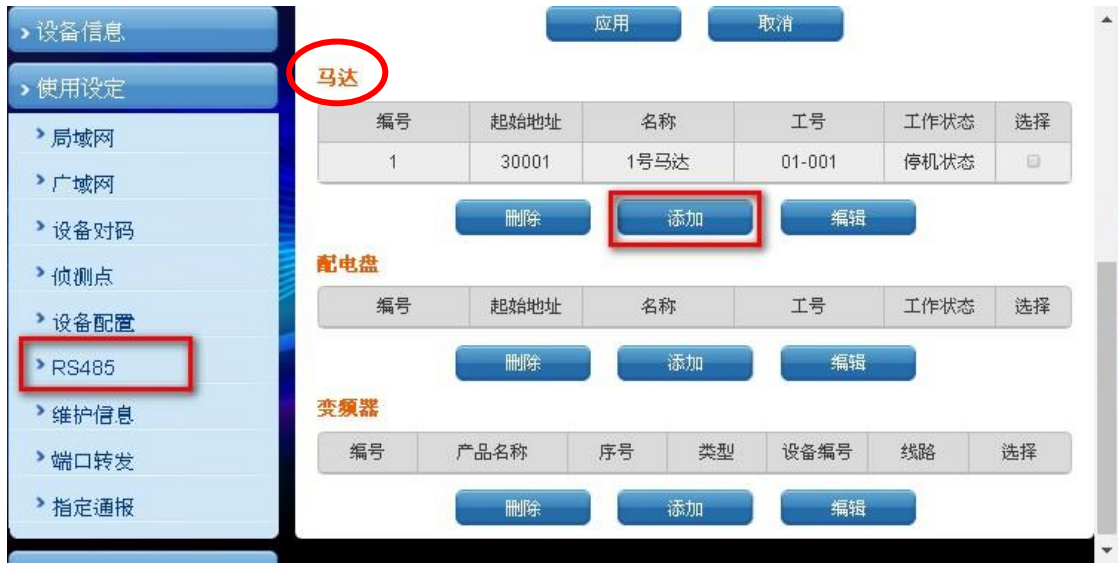 设备信息
使用设定
局域网
广域网
设备对码
侦测点
设备配置
RS485
维护信息
端口转发
指定通报
应用 取消
马达
编号 起始地址 名称 工号 工作状态 选择
1 30001 1号马达 01-001 停机状态
删除 添加 编辑
配电盘
编号 起始地址 名称 工号 工作状态 选择
删除 添加 编辑
变频器
编号 产品名称 序号 类型 设备编号 线路 选择
删除 添加 编辑